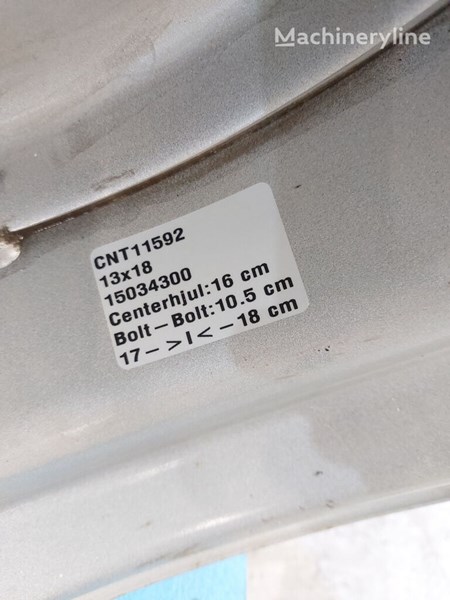 Machineryline
CNT11592
13x18
15034300
Centerhjul:16 cm
Bolt-Bolt:10.5 cm
17->I<-18 cm